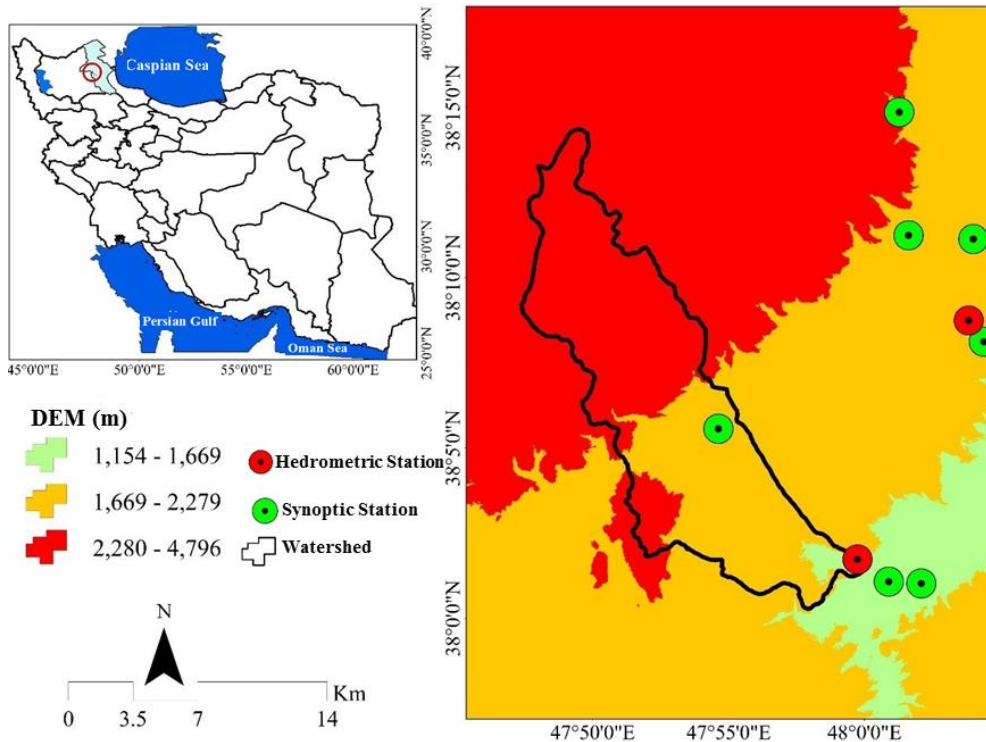 Caspian Sea
Persian Gulf
Oman Sea
40°0'0"N
35°0'0"N
30°0'0"N
25°0'0"N
45°0'0"E
50°0'0"E
55°0'0"E
60°0'0"E
DEM (m)
1,154 - 1,669
1,669 - 2,279
2,280 - 4,796
Hedrometric Station
Synoptic Station
Watershed
N
Km
0 3.5 7 14
38°15'0"N
38°10'0"N
38°5'0"N
38°0'0"N
47°50'0"E
47°55'0"E
48°0'0"E